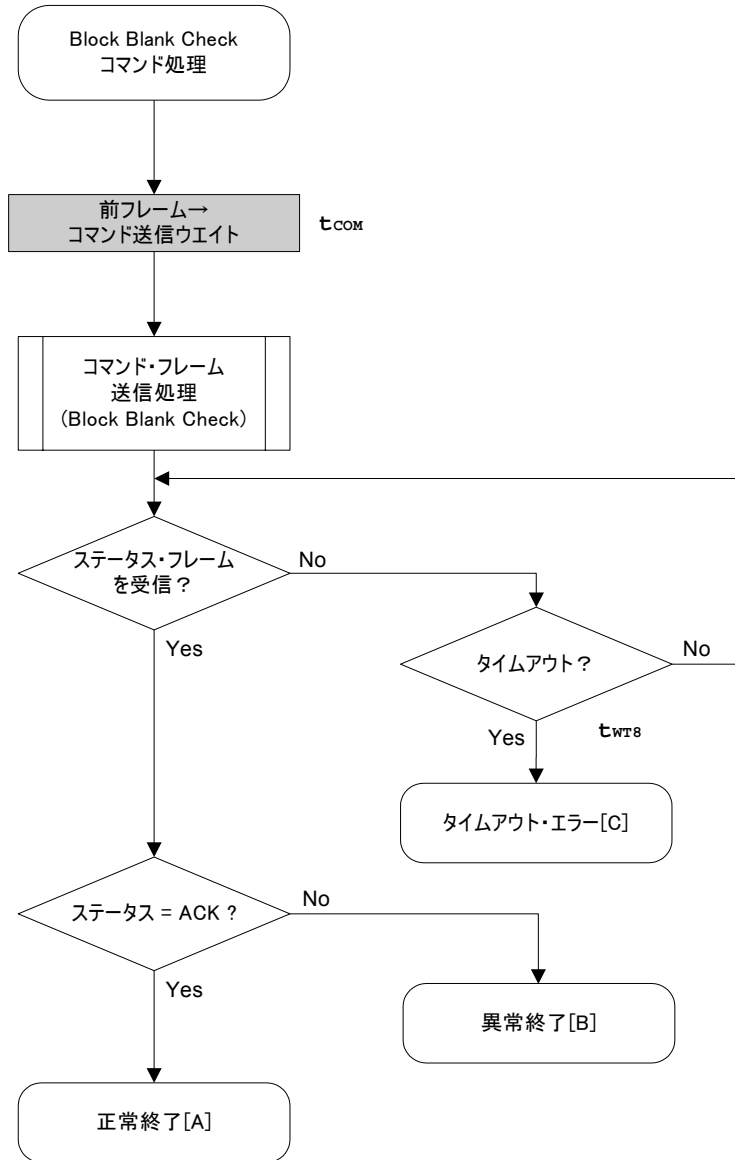 Block Blank Check
コマンド処理
前フレーム→
コマンド送信ウエイト
tCOM
コマンド・フレーム
送信処理
(Block Blank Check)
ステータス・フレーム
を受信？
No
Yes
タイムアウト？
No
Yes
tWT8
タイムアウト・エラー[C]
ステータス = ACK ?
No
Yes
異常終了[B]
正常終了[A]